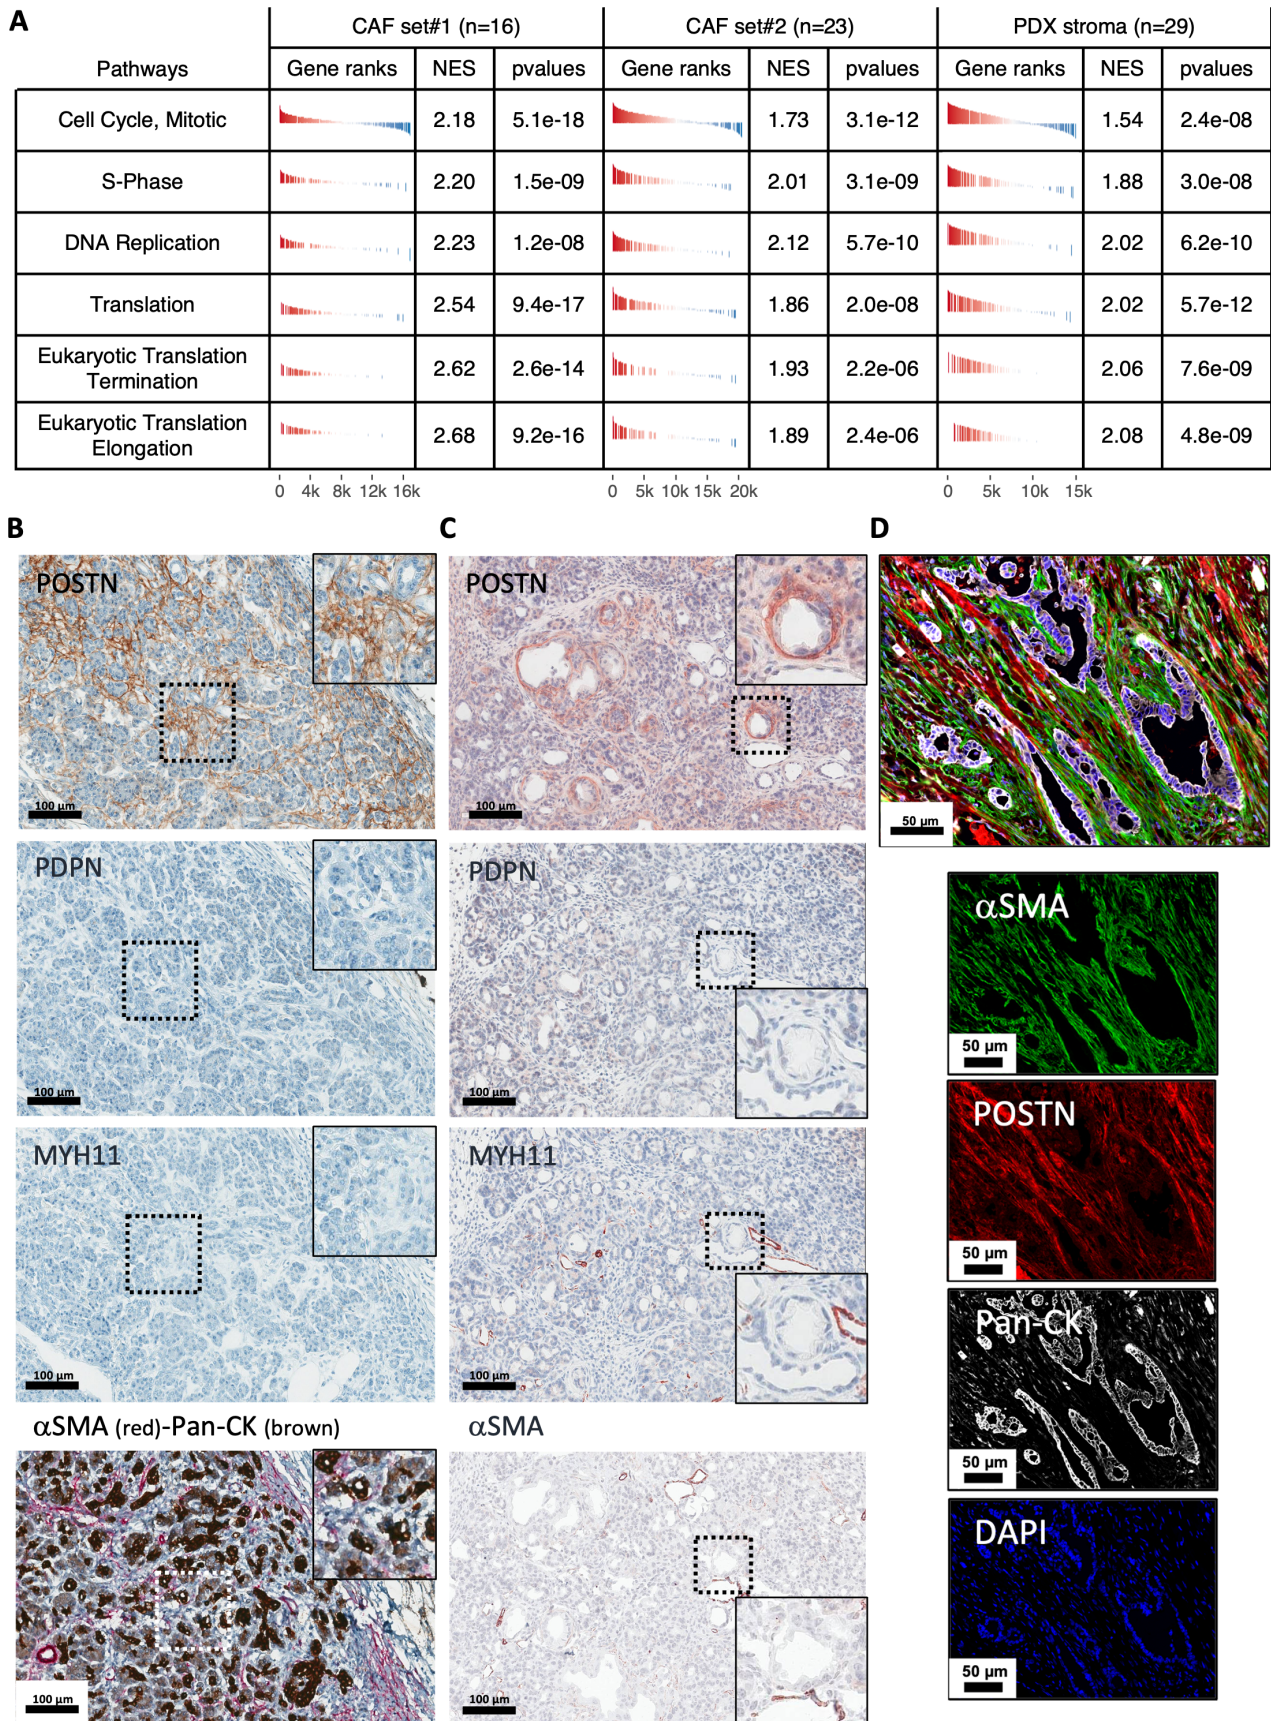 A
CAF set#1 (n=16) CAF set#2 (n=23) PDX stroma (n=29)
Pathways Gene ranks NES pvalues Gene ranks NES pvalues Gene ranks NES pvalues
Cell Cycle, Mitotic 2.18 5.1e-18 1.73 3.1e-12 1.54 2.4e-08
S-Phase 2.20 1.5e-09 2.01 3.1e-09 1.88 3.0e-08
DNA Replication 2.23 1.2e-08 2.12 5.7e-10 2.02 6.2e-10
Translation 2.54 9.4e-17 1.86 2.0e-08 2.02 5.7e-12
Eukaryotic Translation
Termination 2.62 2.6e-14 1.93 2.2e-06 2.06 7.6e-09
Eukaryotic Translation
Elongation 2.68 9.2e-16 1.89 2.4e-06 2.08 4.8e-09
0 4k 8k 12k 16k 0 5k 10k 15k 20k 0 5k 10k 15k
B
POSTN
100 µm
PDPN
100 µm
MYH11
100 µm
αSMA (red)-Pan-CK (brown)
100 µm
C
POSTN
100 µm
PDPN
100 µm
MYH11
100 µm
αSMA
100 µm
D
50 µm
αSMA
50 µm
POSTN
50 µm
Pan-CK
50 µm
DAPI
50 µm